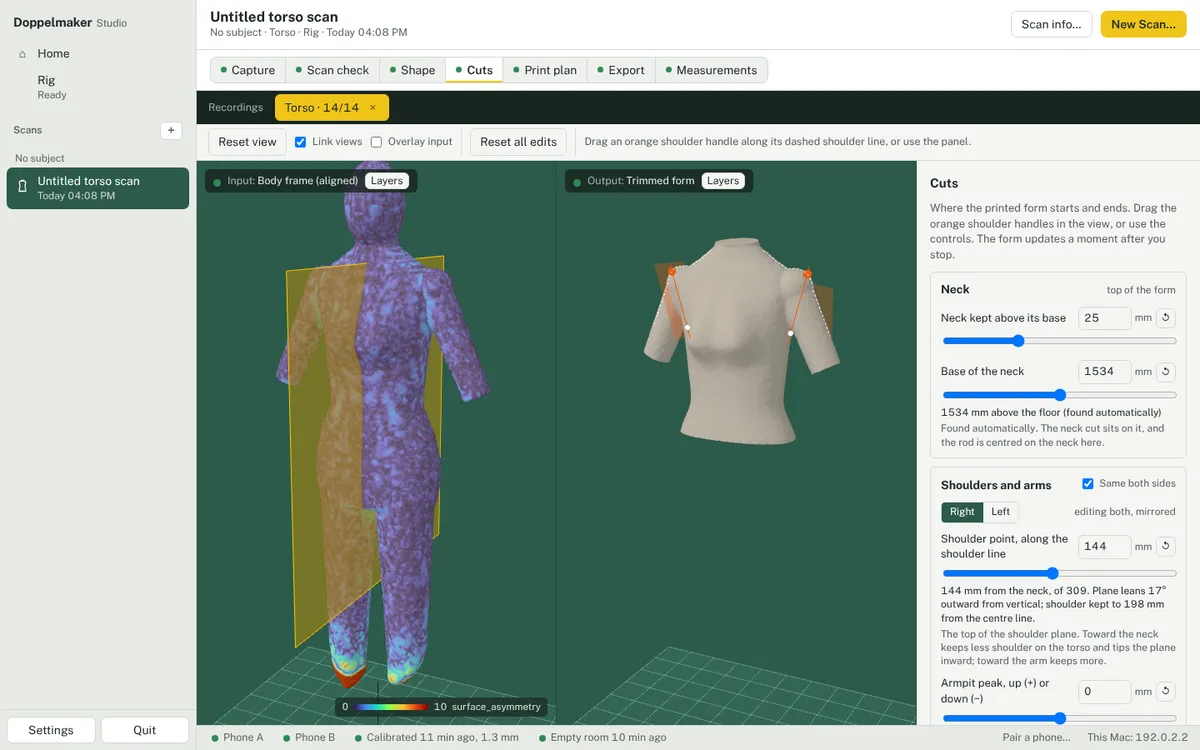 Doppelmaker Studio
Home
Rig
Ready
Scans
+
No subject
Untitled torso scan
Today 04:08 PM
Settings
Quit
Untitled torso scan
No subject · Torso · Rig · Today 04:08 PM
Scan info...
New Scan...
Capture
Scan check
Shape
Cuts
Print plan
Export
Measurements
Recordings
Torso · 14/14 ×
Reset view
Link views
Overlay input
Reset all edits
Drag an orange shoulder handle along its dashed shoulder line, or use the panel.
Input: Body frame (aligned)
Layers
Output: Trimmed form
Layers
0
10 surface_asymmetry
Cuts
Where the printed form starts and ends. Drag the
orange shoulder handles in the view, or use the
controls. The form updates a moment after you
stop.
Neck
top of the form
Neck kept above its base
25
mm
Base of the neck
1534
mm
1534 mm above the floor (found automatically)
Found automatically. The neck cut sits on it, and
the rod is centred on the neck here.
Shoulders and arms
Same both sides
Right
Left
editing both, mirrored
Shoulder point, along the
shoulder line
144
mm
144 mm from the neck, of 309. Plane leans 17°
outward from vertical; shoulder kept to 198 mm
from the centre line.
The top of the shoulder plane. Toward the neck
keeps less shoulder on the torso and tips the plane
inward; toward the arm keeps more.
Armpit peak, up (+) or
down (−)
0
mm
Phone A
Phone B
Calibrated 11 min ago, 1.3 mm
Empty room 10 min ago
Pair a phone...
This Mac: 192.0.2.2